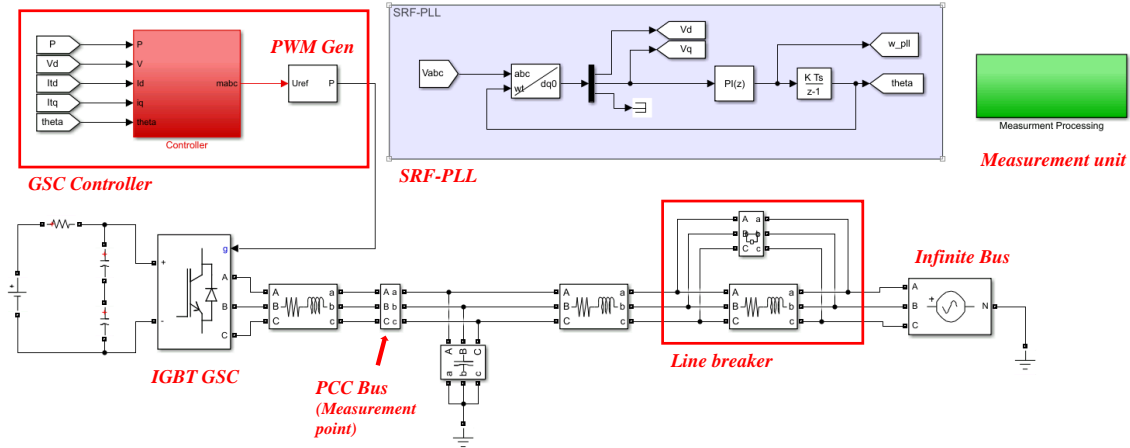 SRF-PLL
PWM Gen
P
Vd
Itd
Itq
theta
P
V
Id
iq
theta
mabc
Controller
Uref
P
GSC Controller
Vabc
abc
wt
dq0
Vd
Vq
PI(z)
K Ts
z-1
w_pll
theta
SRF-PLL
Measurment Processing
Measurement unit
+
+
-
g
A
B
C
IGBT GSC
A
B
C
a
b
c
A
B
C
a
b
c
PCC Bus
(Measurement
point)
A
B
C
a
b
c
A
B
C
a
b
c
A
B
C
a
b
c
A
B
C
a
b
c
Line breaker
Infinite Bus
A
B
C
+
N